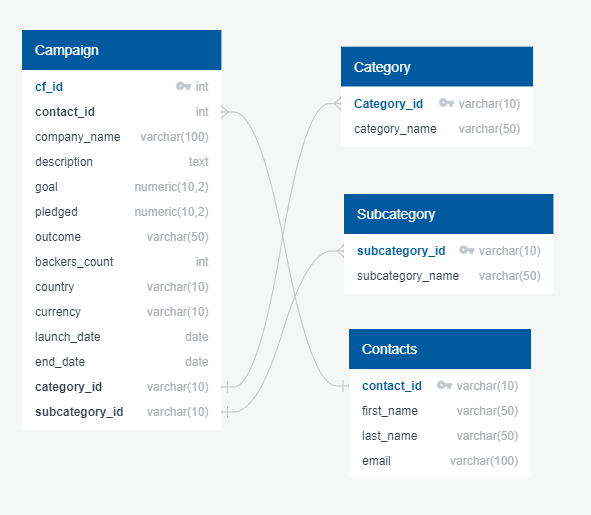 Campaign
cf_id int
contact_id int
company_name varchar(100)
description text
goal numeric(10,2)
pledged numeric(10,2)
outcome varchar(50)
backers_count int
country varchar(10)
currency varchar(10)
launch_date date
end_date date
category_id varchar(10)
subcategory_id varchar(10)
Category
Category_id varchar(10)
category_name varchar(50)
Subcategory
subcategory_id varchar(10)
subcategory_name varchar(50)
Contacts
contact_id varchar(10)
first_name varchar(50)
last_name varchar(50)
email varchar(100)